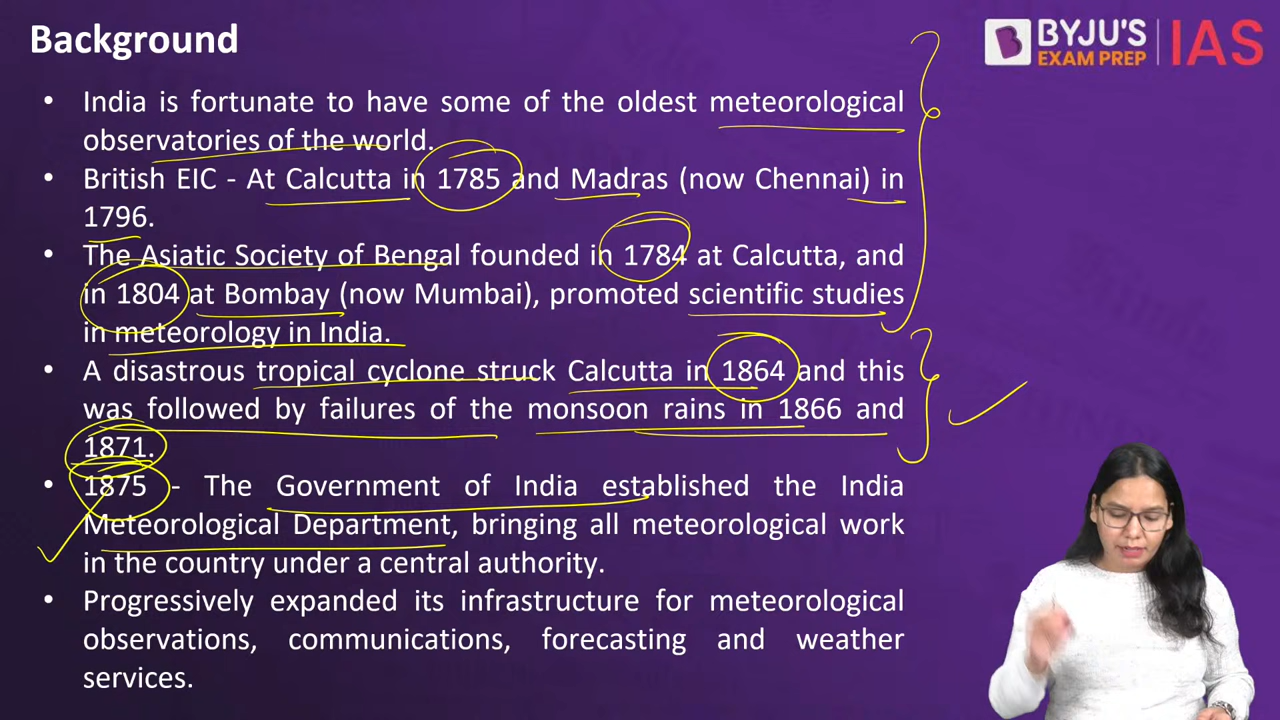 Background
BYJU'S
EXAM PREP
IAS
• India is fortunate to have some of the oldest meteorological
observatories of the world.
• British EIC - At Calcutta in 1785 and Madras (now Chennai) in
1796.
• The Asiatic Society of Bengal founded in 1784 at Calcutta, and
in 1804 at Bombay (now Mumbai), promoted scientific studies
in meteorology in India.
• A disastrous tropical cyclone struck Calcutta in 1864 and this
was followed by failures of the monsoon rains in 1866 and
1871.
• 1875 - The Government of India established the India
Meteorological Department, bringing all meteorological work
in the country under a central authority.
• Progressively expanded its infrastructure for meteorological
observations, communications, forecasting and weather
services.